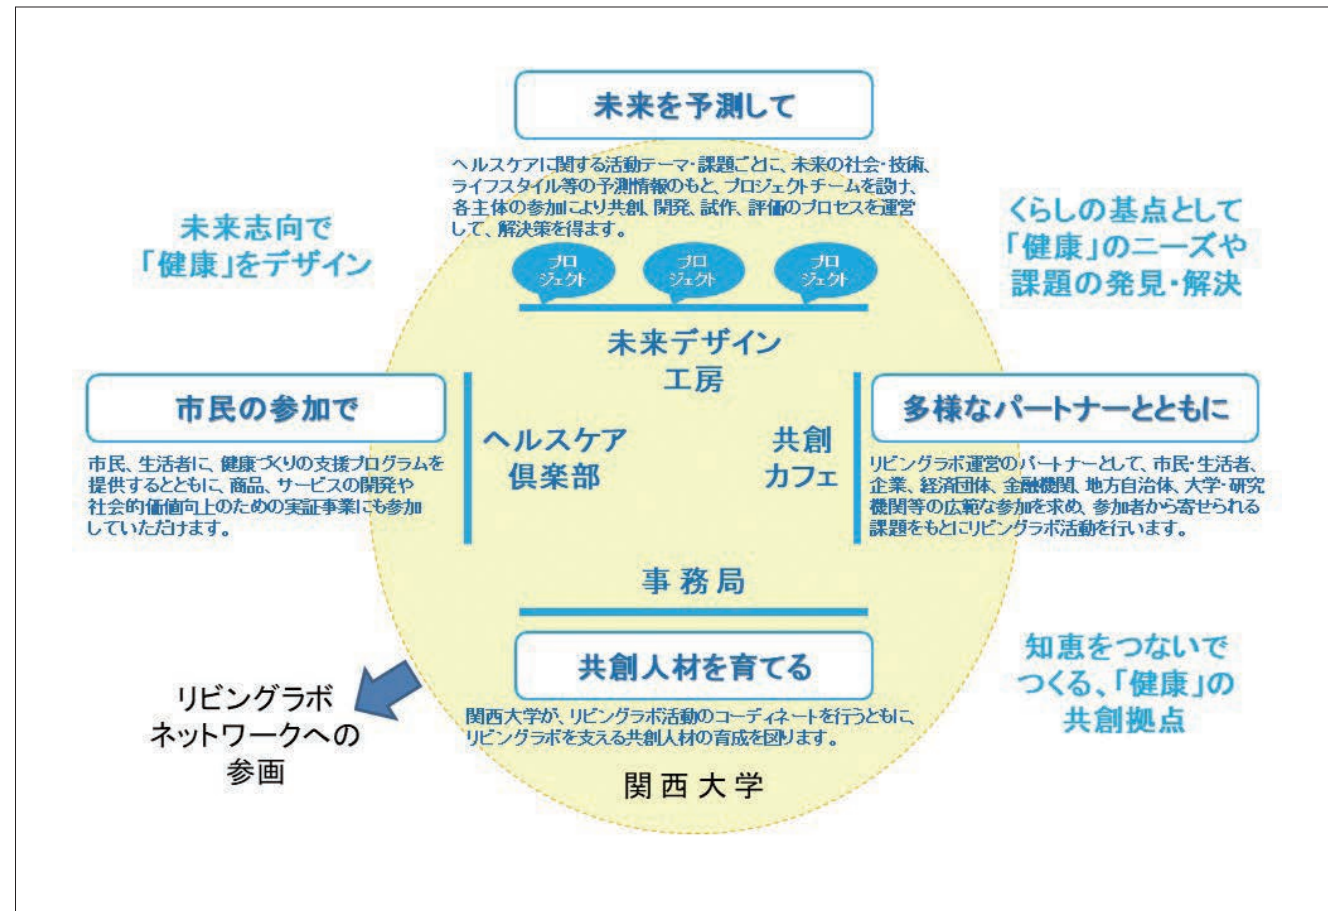 未来を予測して
ヘルスケアに関する活動テーマ・課題ごとに、未来の社会・技術、
ライフスタイル等の予測情報のもと、プロジェクトチームを設け、
各主体の参加により共創、開発、試作、評価のプロセスを運営
して、解決策を得ます。
未来志向で
「健康」をデザイン
くらしの基点として
「健康」のニーズや
課題の発見・解決
プロ
ジェクト
プロ
ジェクト
プロ
ジェクト
未来デザイン
工房
市民の参加で
市民、生活者に、健康づくりの支援プログラムを
提供するとともに、商品、サービスの開発や
社会的価値向上のための実証事業にも参加
していただけます。
ヘルスケア
倶楽部
共創
カフェ
多様なパートナーとともに
リビングラボ運営のパートナーとして、市民・生活者、
企業、経済団体、金融機関、地方自治体、大学・研究
機関等の広範な参加を求め、参加者から寄せられる
課題をもとにリビングラボ活動を行います。
事務局
共創人材を育てる
関西大学が、リビングラボ活動のコーディネートを行うともに、
リビングラボを支える共創人材の育成を図ります。
関西大学
リビングラボ
ネットワークへの
参画
知恵をつないで
つくる、「健康」の
共創拠点